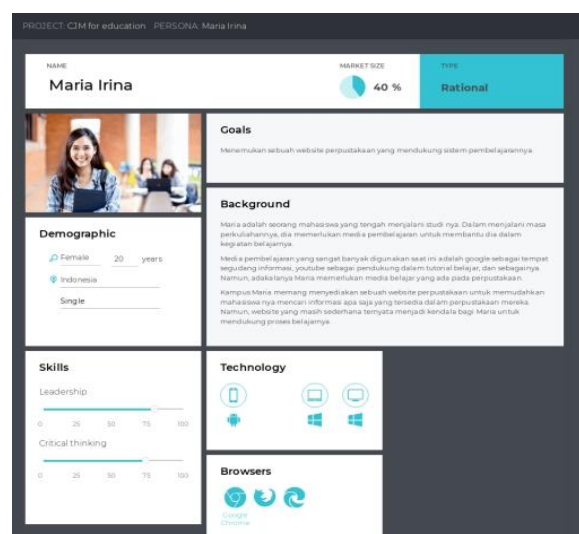 PROJECT: CJM for education PERSONA: Maria Irina
NAME
Maria Irina
MARKET SIZE
40 %
TYPE
Rational
Goals
Menemukan sebuah website perpustakaan yang mendukung sistem pembelajarannya.
Background
Maria adalah seorang mahasiswa yang tengah menjalani studi nya. Dalam menjalani masa
perkuliahannya, dia memerlukan media pembelajaran untuk membantu dia dalam
kegiatan belajarnya.
Media pembelajaran yang sangat banyak digunakan saat ini adalah google sebagai tempat
segudang informasi, youtube sebagai pendukung dalam tutorial belajar, dan sebagainya.
Namun, adakalanya Maria memerlukan media belajar yang ada pada perpustakaan.
Kampus Maria memang menyediakan sebuah website perpustakaan untuk memudahkan
mahasiswa nya mencari informasi apa saja yang tersedia dalam perpustakaan mereka.
Namun, website yang masih sederhana ternyata menjadi kendala bagi Maria untuk
mendukung proses belajarnya
Demographic
Female 20 years
Indonesia
Single
Skills
Leadership
0 25 50 75 100
Critical thinking
0 25 50 75 100
Technology
Browsers
Google
Chrome